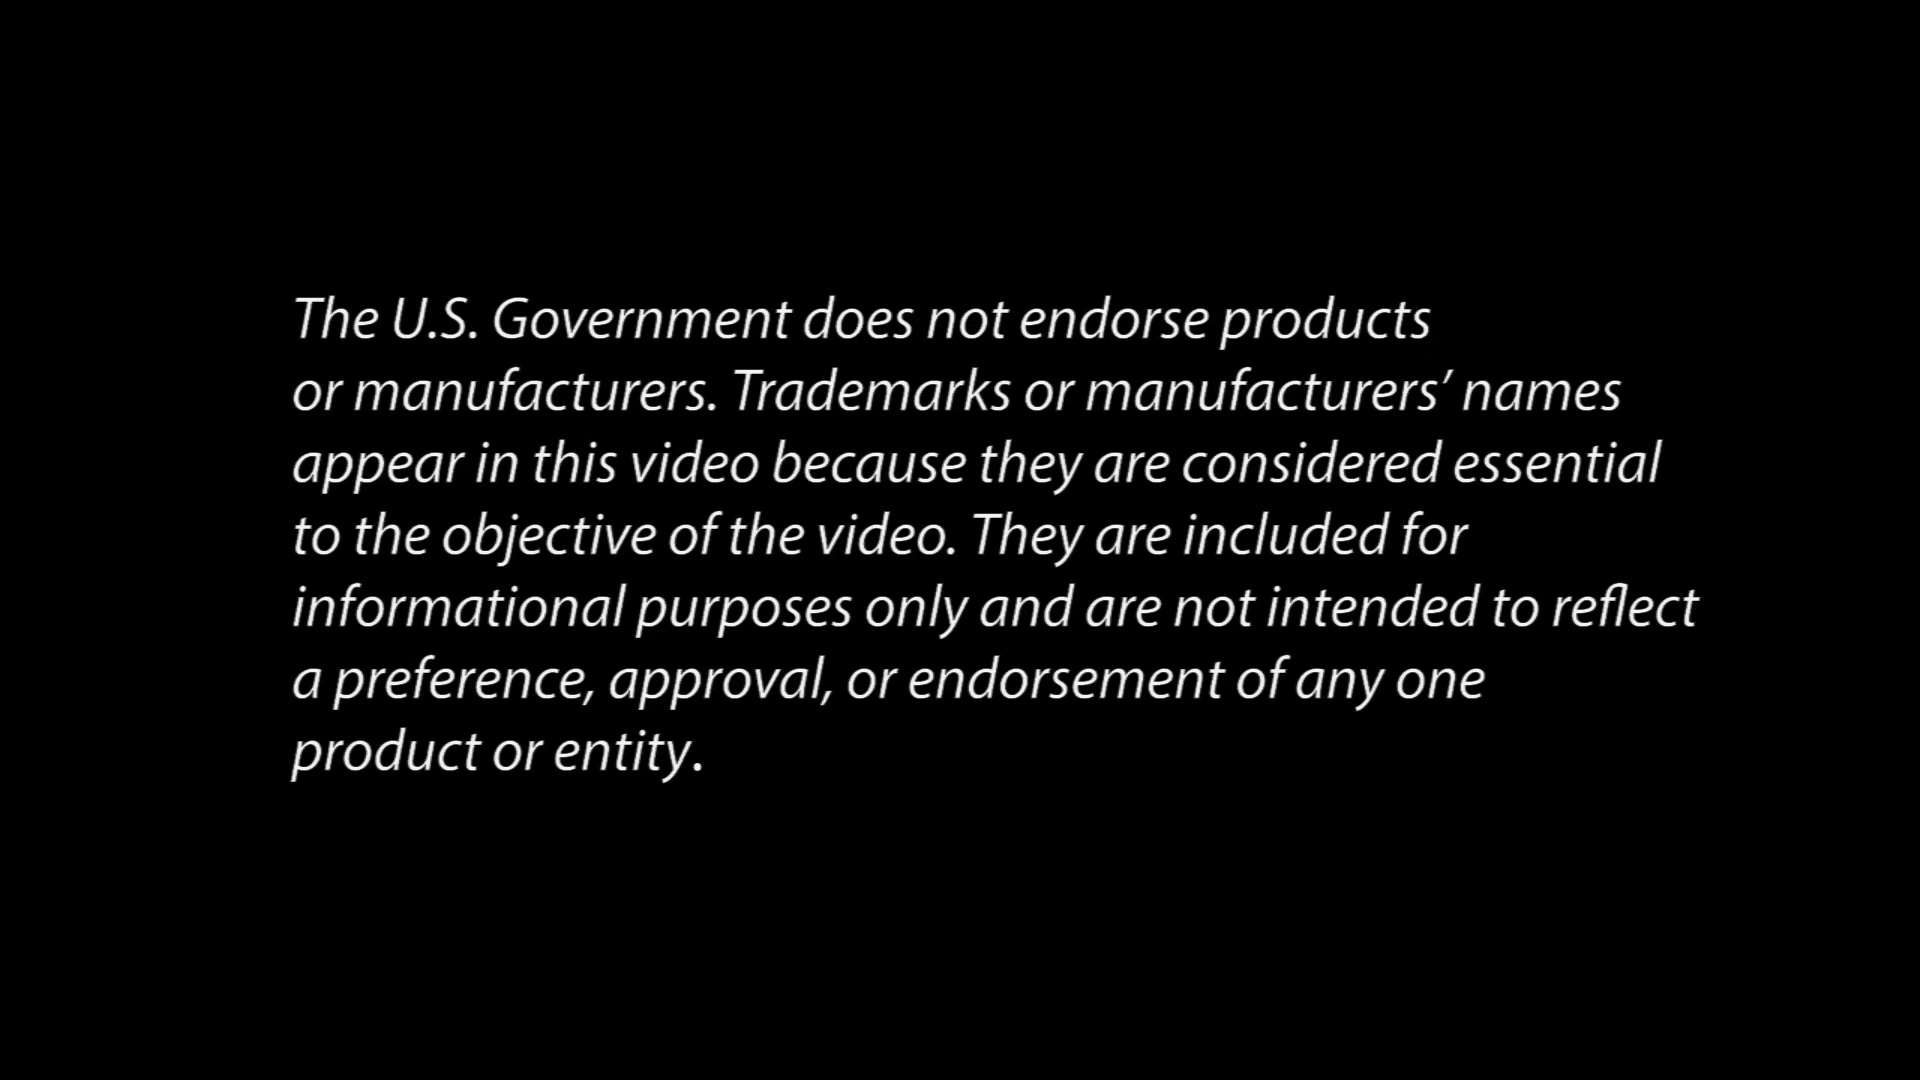 The U.S. Government does not endorse products
or manufacturers. Trademarks or manufacturers’ names
appear in this video because they are considered essential
to the objective of the video. They are included for
informational purposes only and are not intended to reflect
a preference, approval, or endorsement of any one
product or entity.